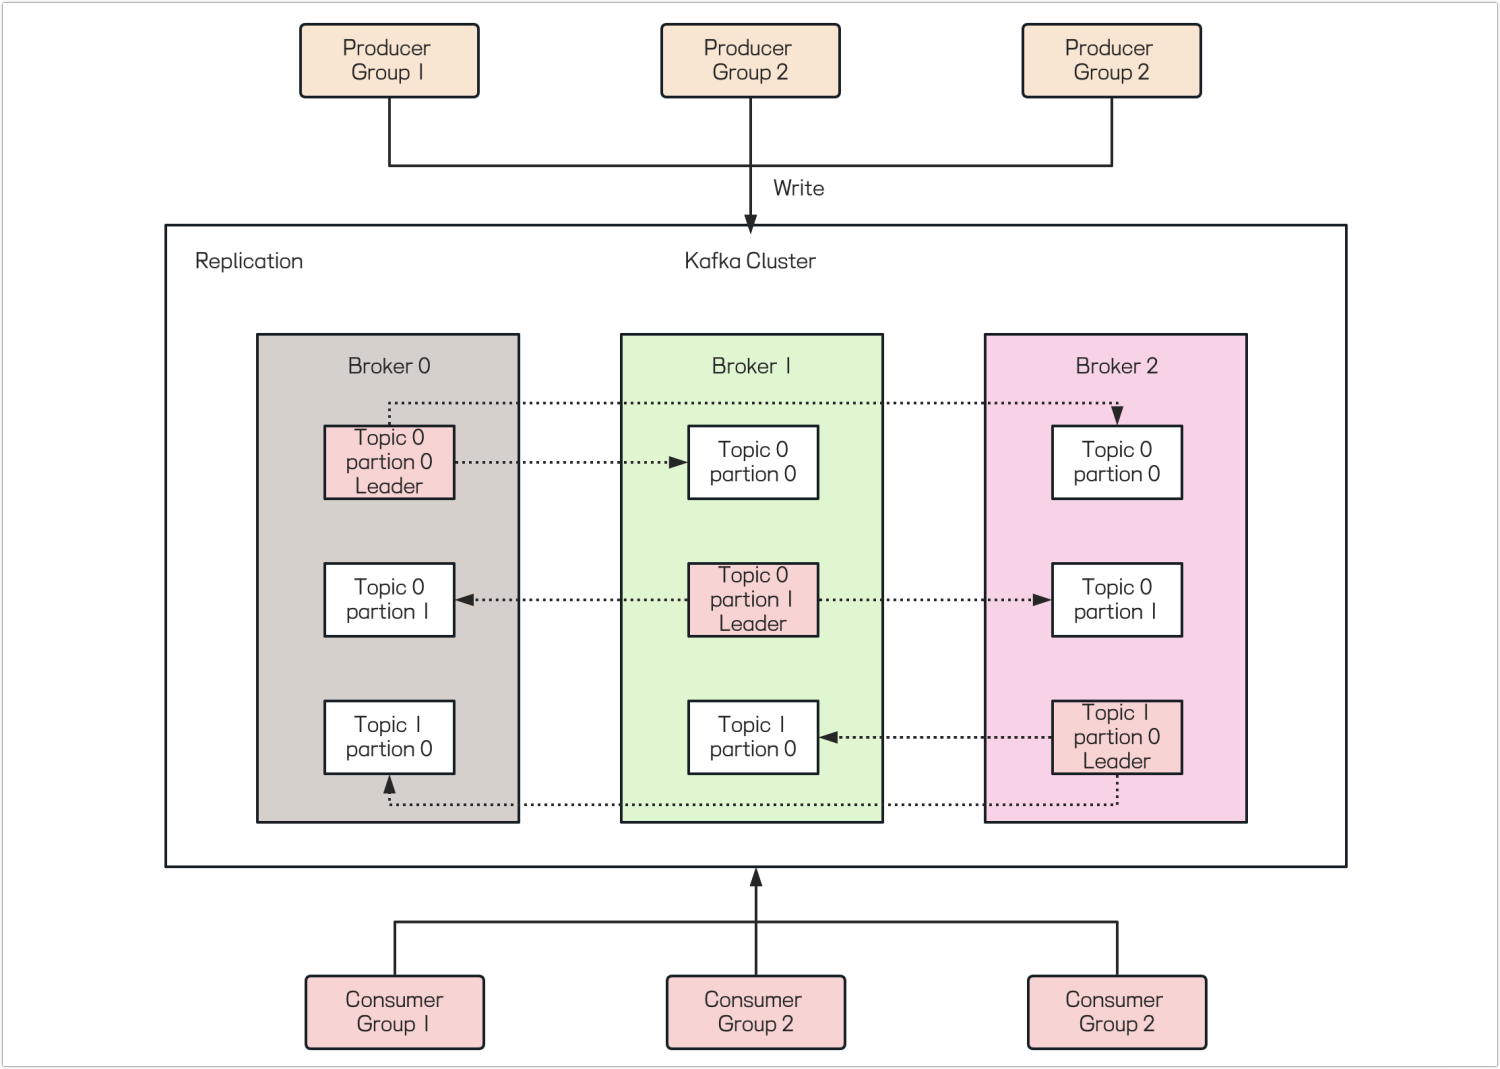 Producer
Group 1
Producer
Group 2
Producer
Group 2
Write
Replication
Kafka Cluster
Broker 0
Broker 1
Broker 2
Topic 0
partion 0
Leader
Topic 0
partion 0
Topic 0
partion 0
Topic 0
partion 1
Topic 0
partion 1
Leader
Topic 0
partion 1
Topic 1
partion 0
Topic 1
partion 0
Topic 1
partion 0
Leader
Consumer
Group 1
Consumer
Group 2
Consumer
Group 2